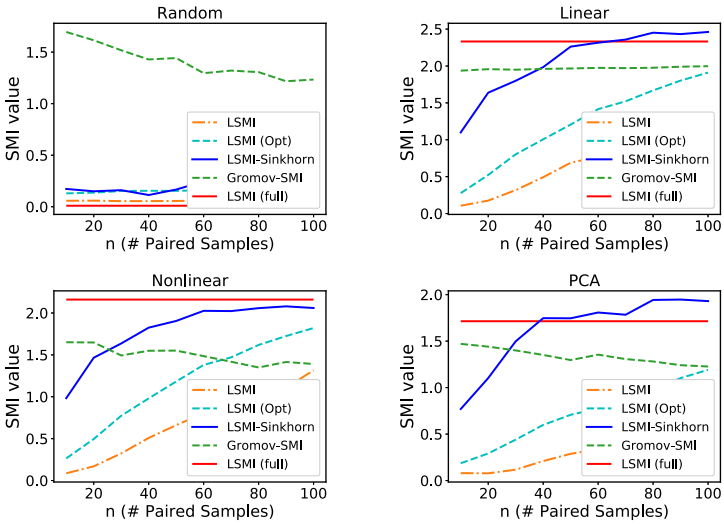 Random
SMI value
1.5
1.0
0.5
0.0
LSMI
LSMI (Opt)
LSMI-Sinkhorn
Gromov-SMI
LSMI (full)
20 40 60 80 100
n (# Paired Samples)
Linear
SMI value
2.5
2.0
1.5
1.0
0.5
0.0
LSMI
LSMI (Opt)
LSMI-Sinkhorn
Gromov-SMI
LSMI (full)
20 40 60 80 100
n (# Paired Samples)
Nonlinear
SMI value
2.0
1.5
1.0
0.5
0.0
LSMI
LSMI (Opt)
LSMI-Sinkhorn
Gromov-SMI
LSMI (full)
20 40 60 80 100
n (# Paired Samples)
PCA
SMI value
2.0
1.5
1.0
0.5
0.0
LSMI
LSMI (Opt)
LSMI-Sinkhorn
Gromov-SMI
LSMI (full)
20 40 60 80 100
n (# Paired Samples)